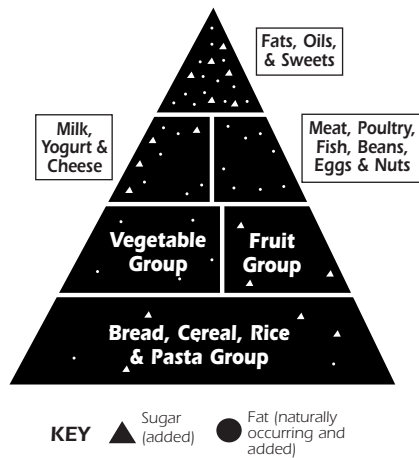 Fats, Oils,
& Sweets
Milk,
Yogurt &
Cheese
Meat, Poultry,
Fish, Beans,
Eggs & Nuts
Vegetable
Group
Fruit
Group
Bread, Cereal, Rice
& Pasta Group
KEY
Sugar
(added)
Fat (naturally
occurring and
added)